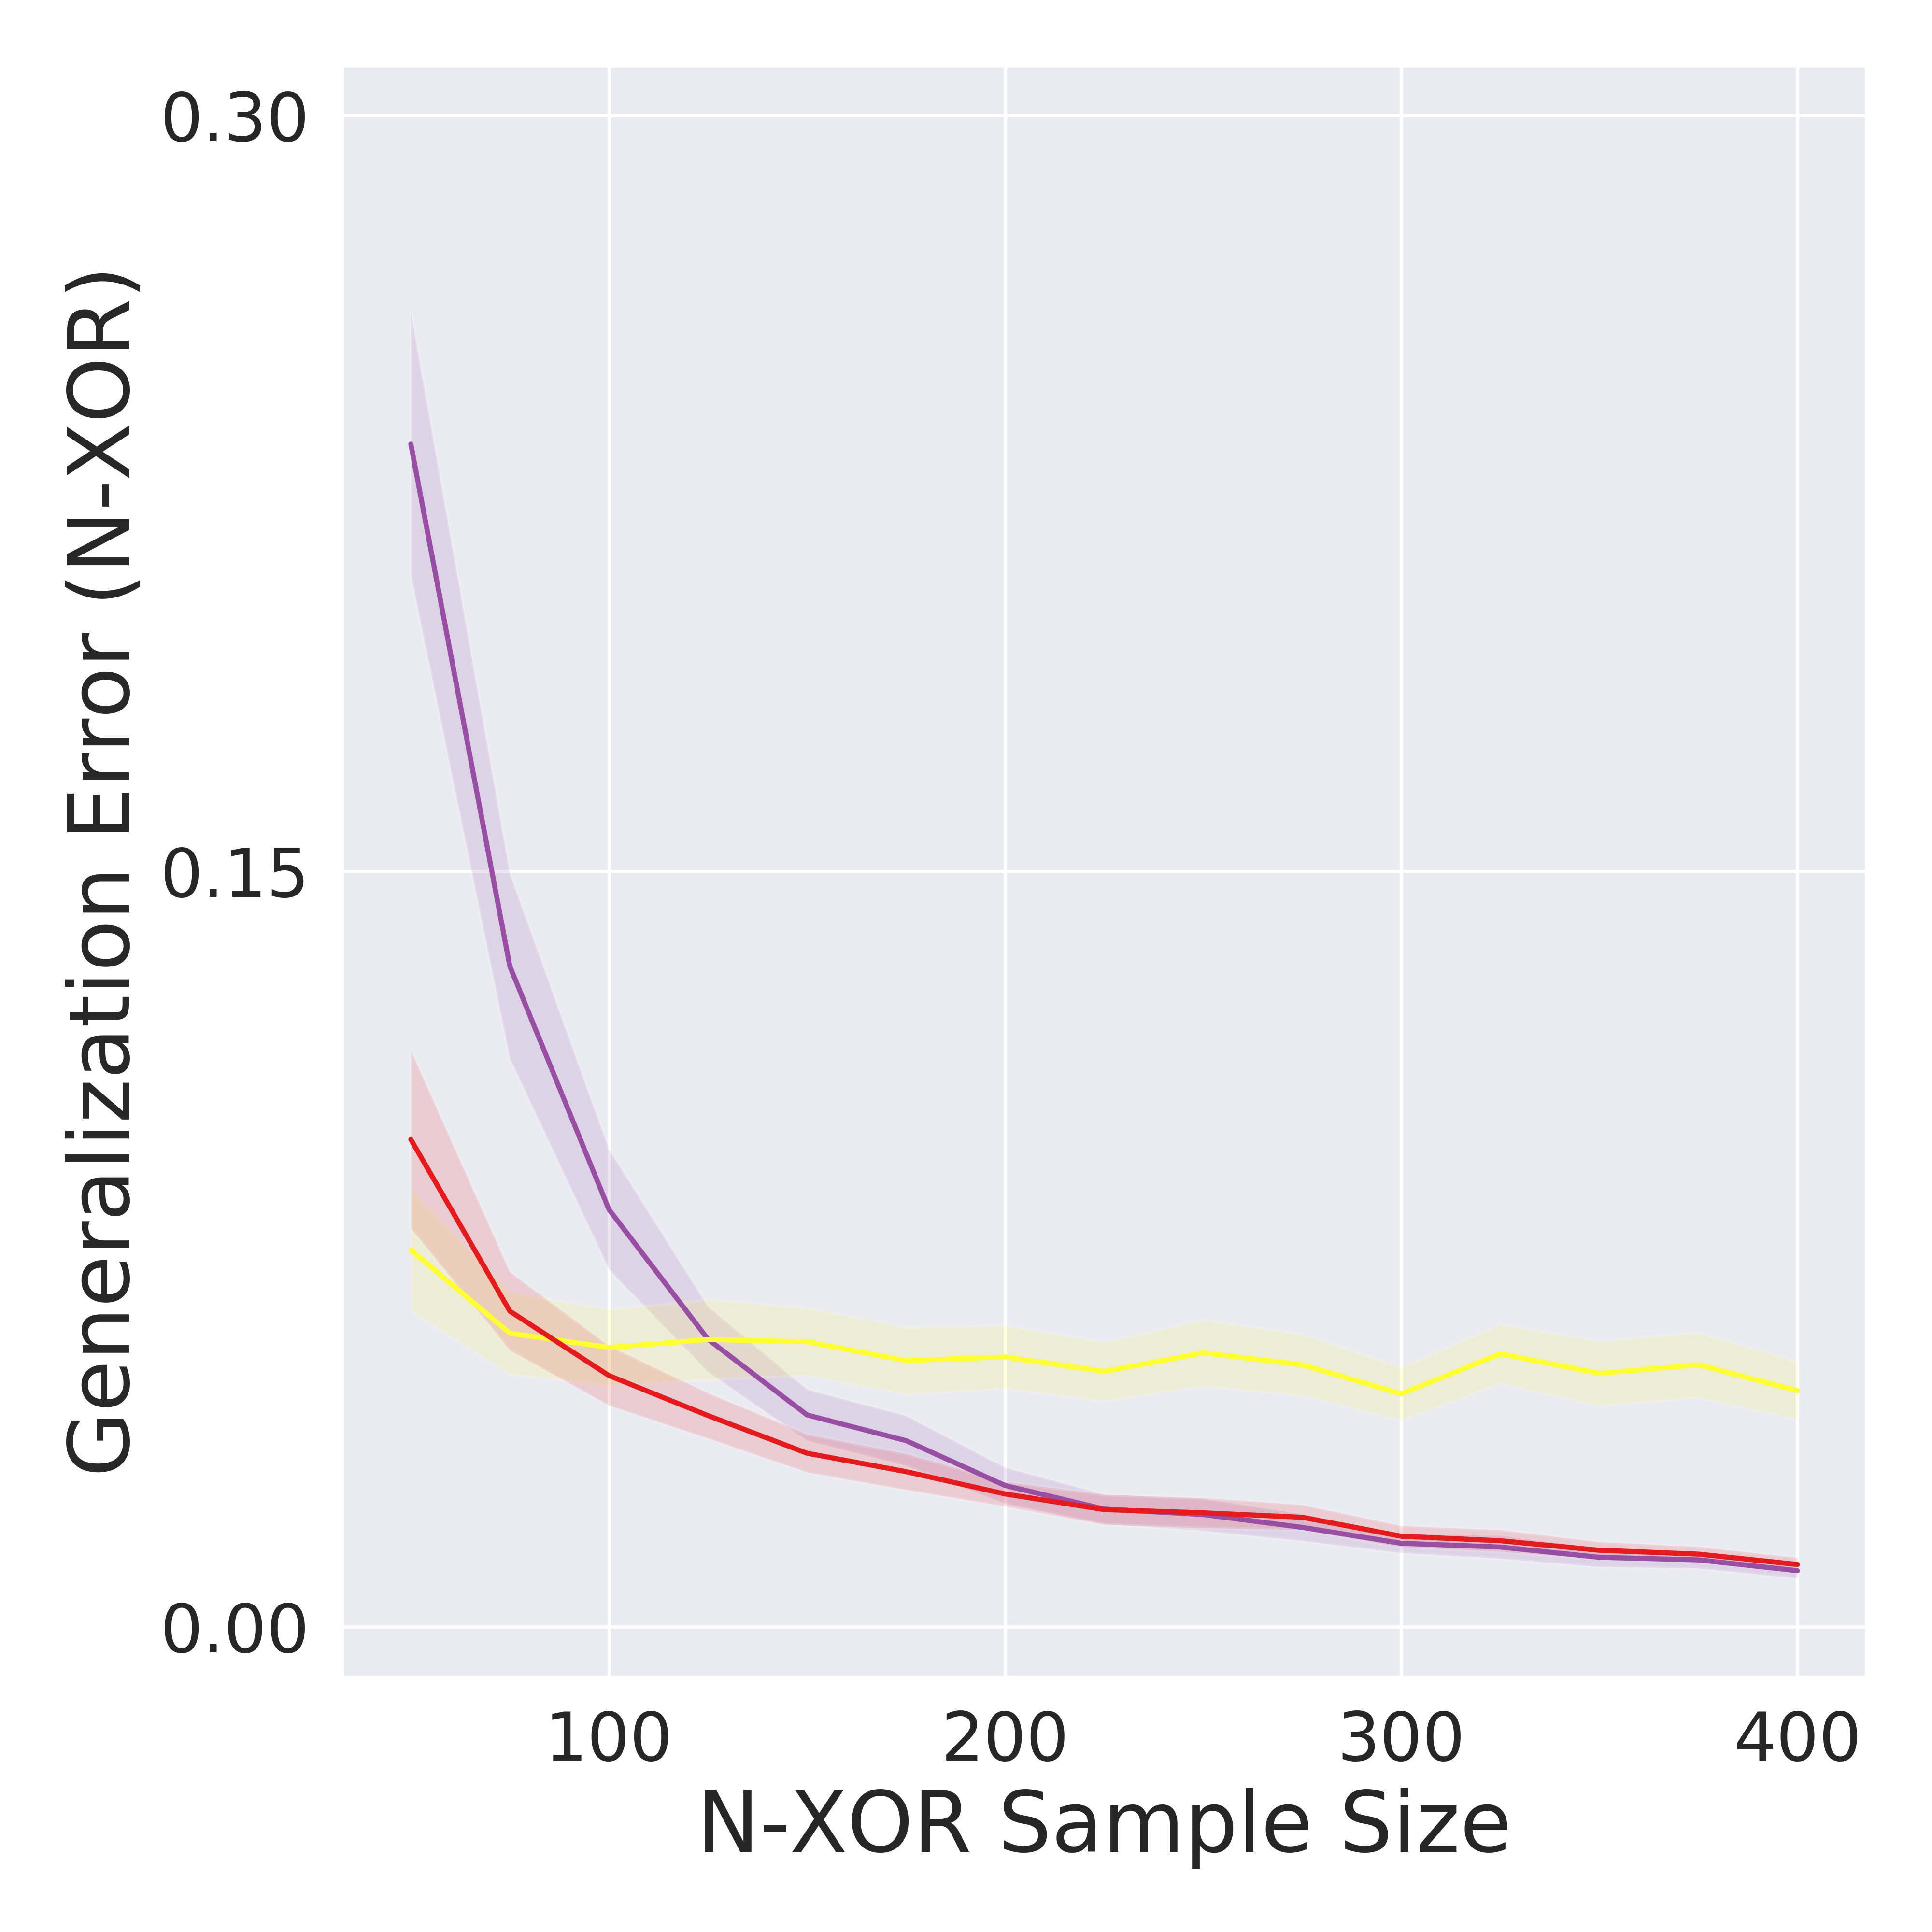 Generalization Error (N-XOR)
0.30
0.15
0.00
100 200 300 400
N-XOR Sample Size